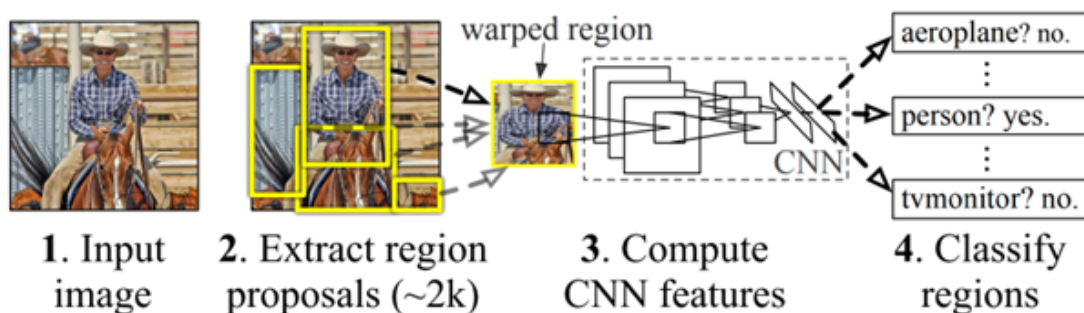 warped region
aeroplane? no.
person? yes.
CNN
tvmonitor? no.
1. Input
image
2. Extract region
proposals (~2k)
3. Compute
CNN features
4. Classify
regions